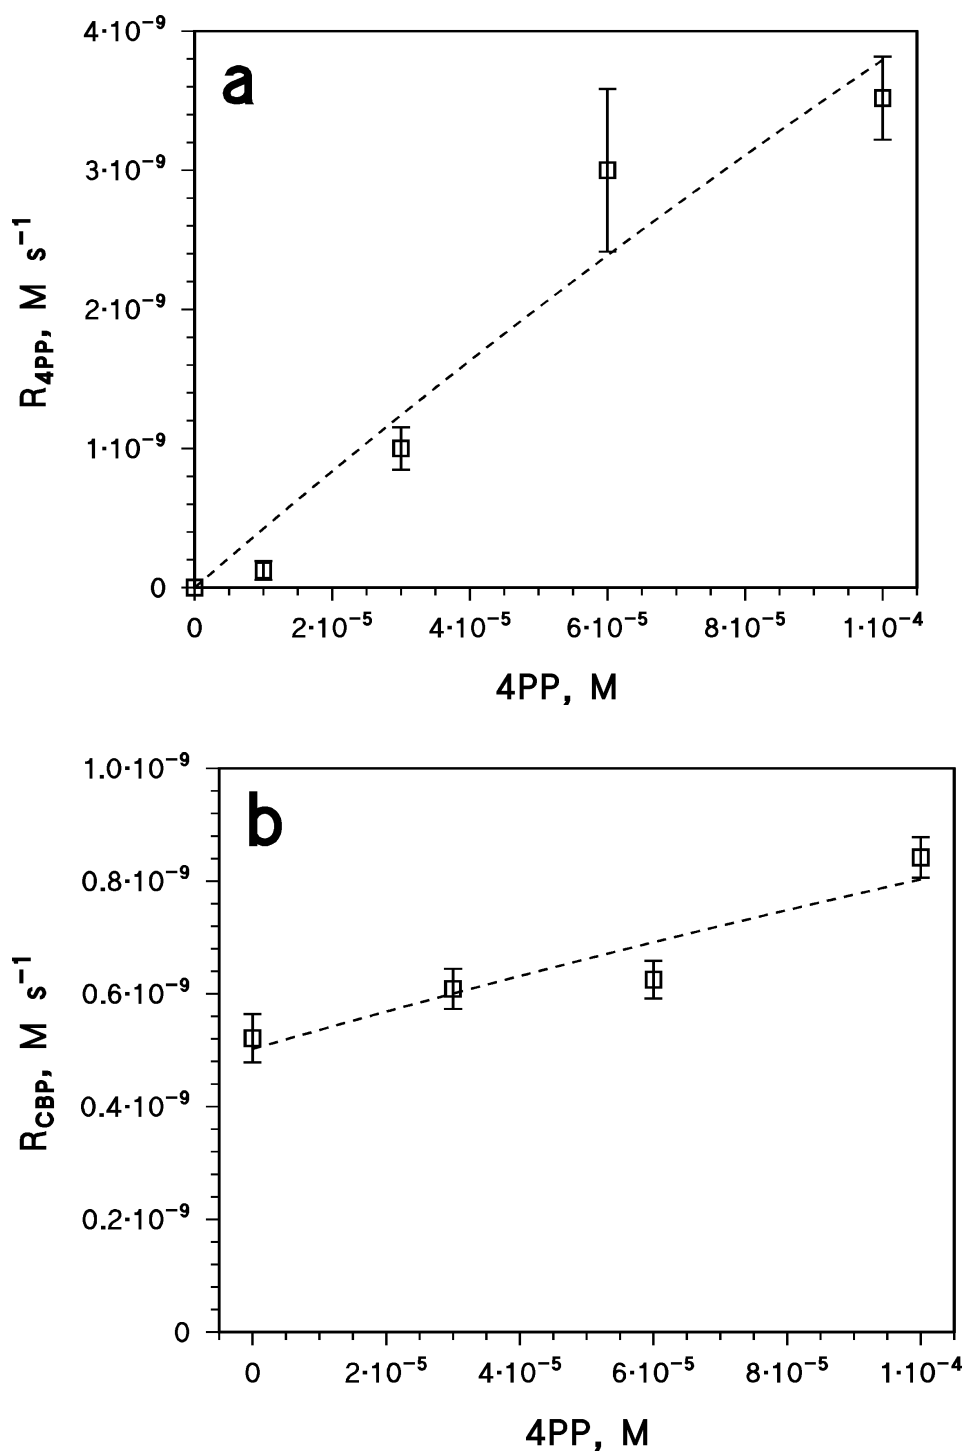 a
R₄PP, M s⁻¹
4·10⁻⁹
3·10⁻⁹
2·10⁻⁹
1·10⁻⁹
0
0 2·10⁻⁵ 4·10⁻⁵ 6·10⁻⁵ 8·10⁻⁵ 1·10⁻⁴
4PP, M
b
R_CBP, M s⁻¹
1.0·10⁻⁹
0.8·10⁻⁹
0.6·10⁻⁹
0.4·10⁻⁹
0.2·10⁻⁹
0
0 2·10⁻⁵ 4·10⁻⁵ 6·10⁻⁵ 8·10⁻⁵ 1·10⁻⁴
4PP, M